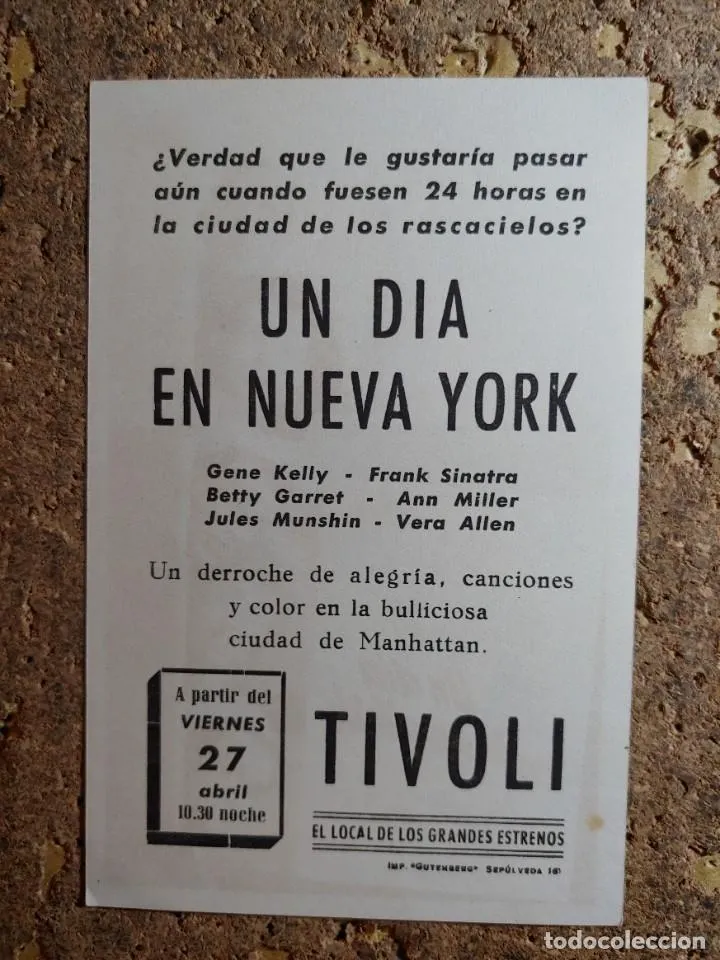 ¿Verdad que le gustaría pasar
aún cuando fuesen 24 horas en
la ciudad de los rascacielos?
UN DIA
EN NUEVA YORK
Gene Kelly - Frank Sinatra
Betty Garret - Ann Miller
Jules Munshin - Vera Allen
Un derroche de alegría, canciones
y color en la bulliciosa
ciudad de Manhattan.
A partir del
VIERNES
27
abril
10.30 noche
TIVOLI
EL LOCAL DE LOS GRANDES ESTRENOS
IMP. "GUTENBERG" SEPÚLVEDA 161
todocoleccion